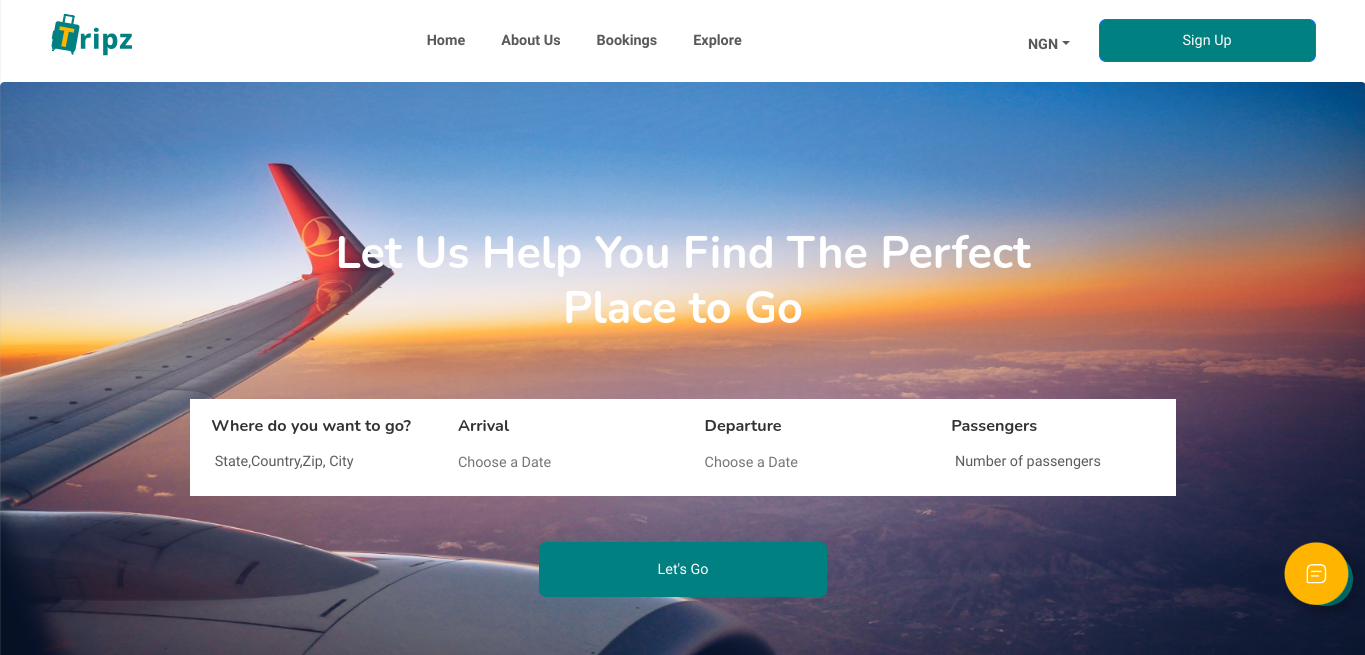 Tripz
Home
About Us
Bookings
Explore
NGN
Sign Up
Let Us Help You Find The Perfect
Place to Go
Where do you want to go?
Arrival
Departure
Passengers
State,Country,Zip, City
Choose a Date
Choose a Date
Number of passengers
Let's Go